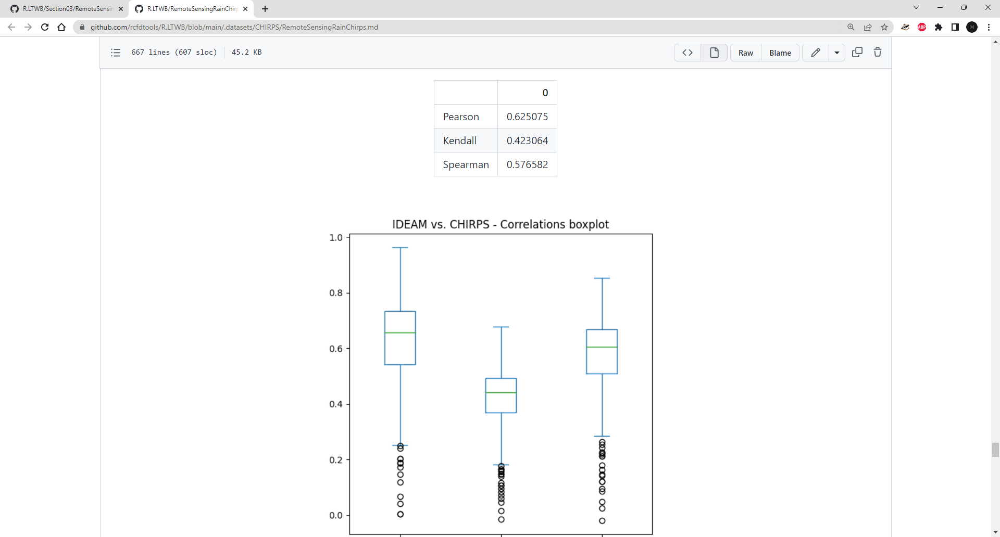 R.LTWB/Section03/RemoteSensin
R.LTWB/RemoteSensingRainChirp
github.com/rcfdtools/R.LTWB/blob/main/.datasets/CHIRPS/RemoteSensingRainChirps.md
ABP
667 lines (607 sloc) 45.2 KB
Raw Blame
0
Pearson 0.625075
Kendall 0.423064
Spearman 0.576582
IDEAM vs. CHIRPS - Correlations boxplot
1.0
0.8
0.6
0.4
0.2
0.0